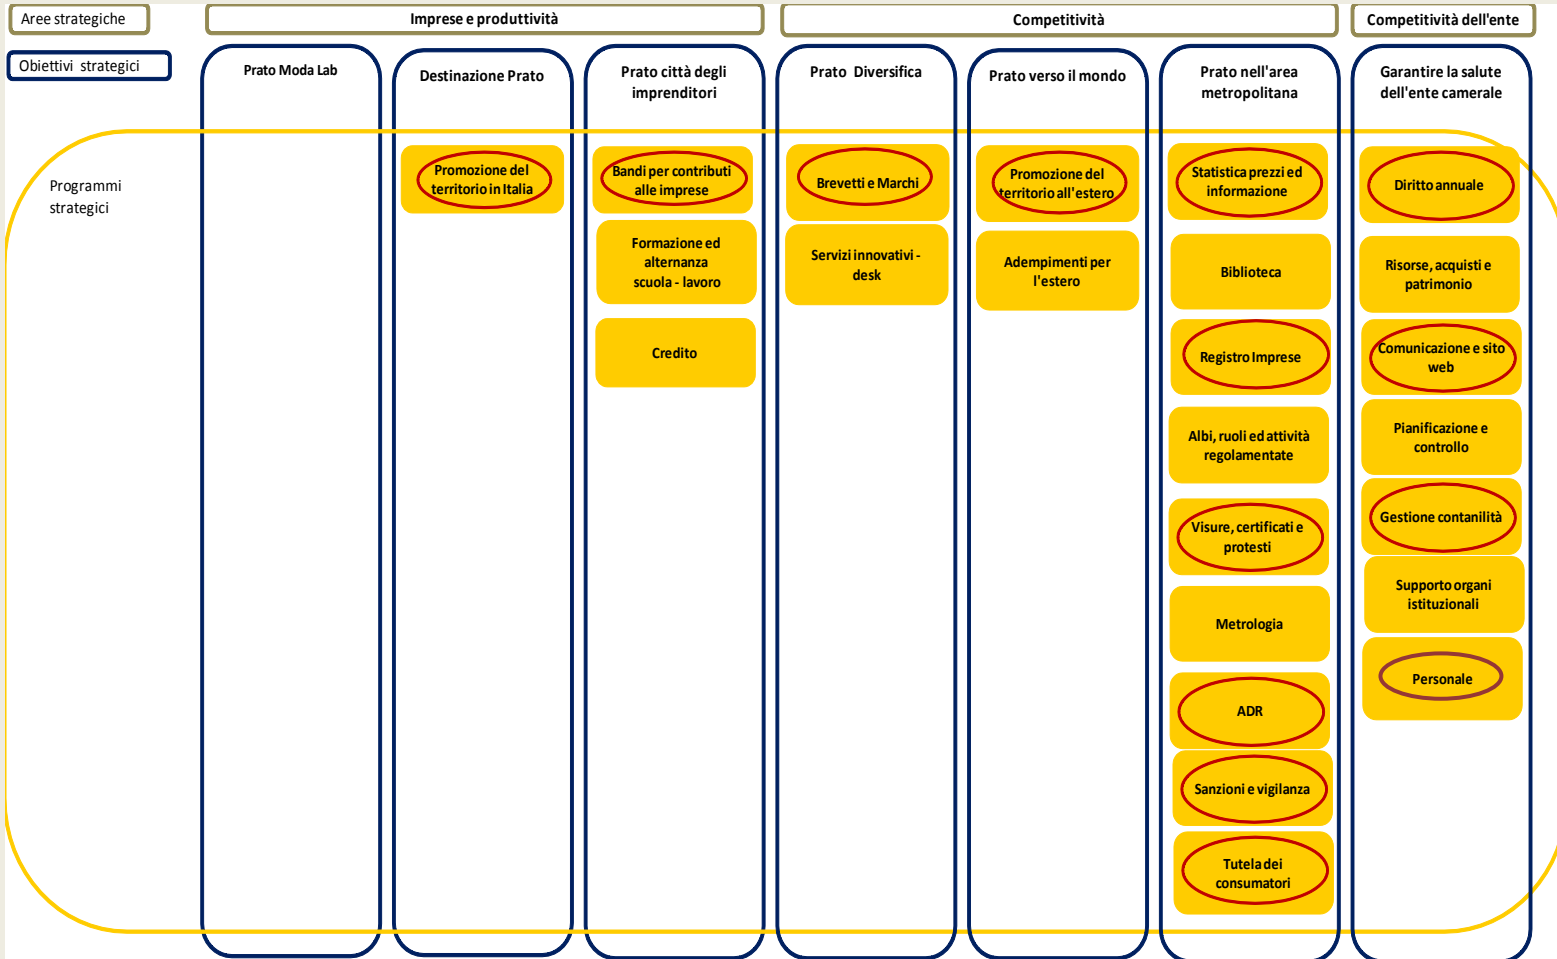 Aree strategiche
Imprese e produttività
Competitività
Competitività dell'ente
Obiettivi strategici
Prato Moda Lab
Destinazione Prato
Prato città degli
imprenditori
Prato Diversifica
Prato verso il mondo
Prato nell'area
metropolitana
Garantire la salute
dell'ente camerale
Programmi
strategici
Promozione del
territorio in Italia
Bandi per contributi
alle imprese
Formazione ed
alternanza
scuola - lavoro
Credito
Brevetti e Marchi
Servizi innovativi -
desk
Promozione del
territorio all'estero
Adempimenti per
l'estero
Statistica prezzi ed
informazione
Biblioteca
Registro Imprese
Albi, ruoli ed attività
regolamentate
Visure, certificati e
protesti
Metrologia
ADR
Sanzioni e vigilanza
Tutela dei
consumatori
Diritto annuale
Risorse, acquisti e
patrimonio
Comunicazione e sito
web
Pianificazione e
controllo
Gestione contanilità
Supporto organi
istituzionali
Personale